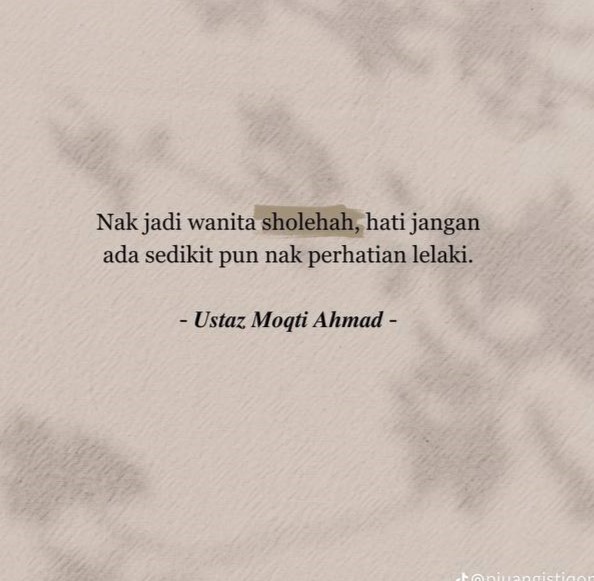 Nak jadi wanita sholehah, hati jangan
ada sedikit pun nak perhatian lelaki.
- Ustaz Moqti Ahmad -